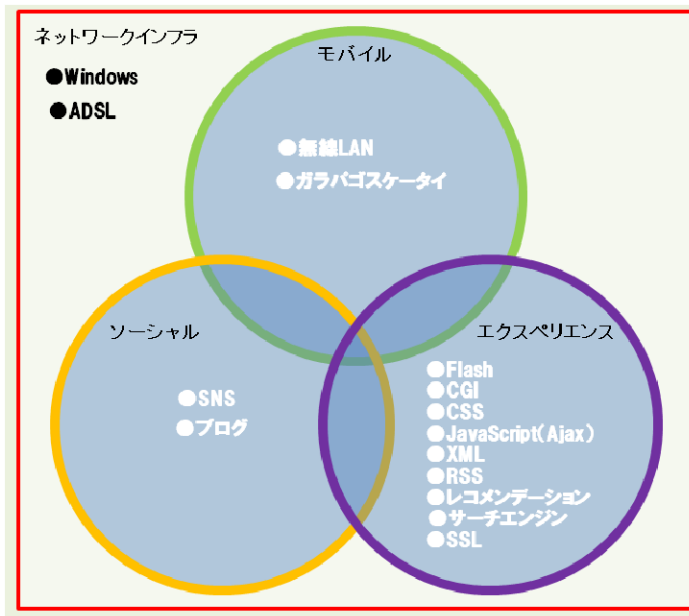 ネットワークインフラ
●Windows
●ADSL
モバイル
●無線LAN
●ガラパゴスケータイ
ソーシャル
●SNS
●ブログ
エクスペリエンス
●Flash
●CGI
●CSS
●JavaScript(Ajax)
●XML
●RSS
●レコメンデーション
●サーチエンジン
●SSL